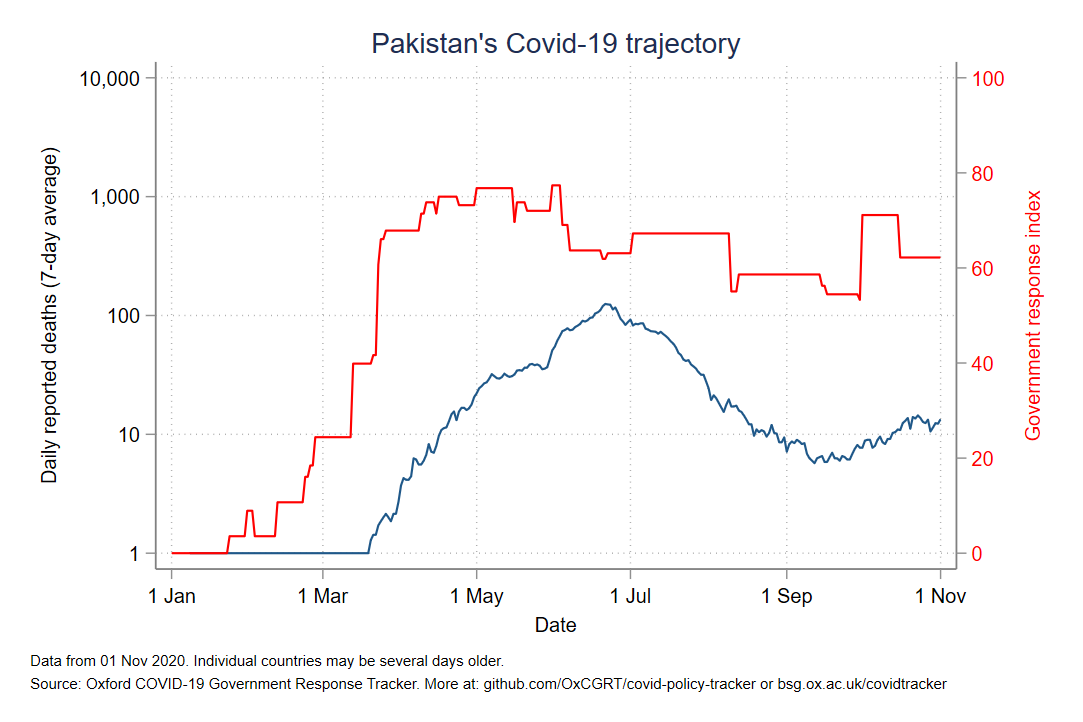 Pakistan's Covid-19 trajectory
Daily reported deaths (7-day average)
10,000
1,000
100
10
1
100
80
60
40
20
0
Government response index
1 Jan
1 Mar
1 May
1 Jul
1 Sep
1 Nov
Date
Data from 01 Nov 2020. Individual countries may be several days older.
Source: Oxford COVID-19 Government Response Tracker. More at: github.com/OxCGRT/covid-policy-tracker or bsg.ox.ac.uk/covidtracker